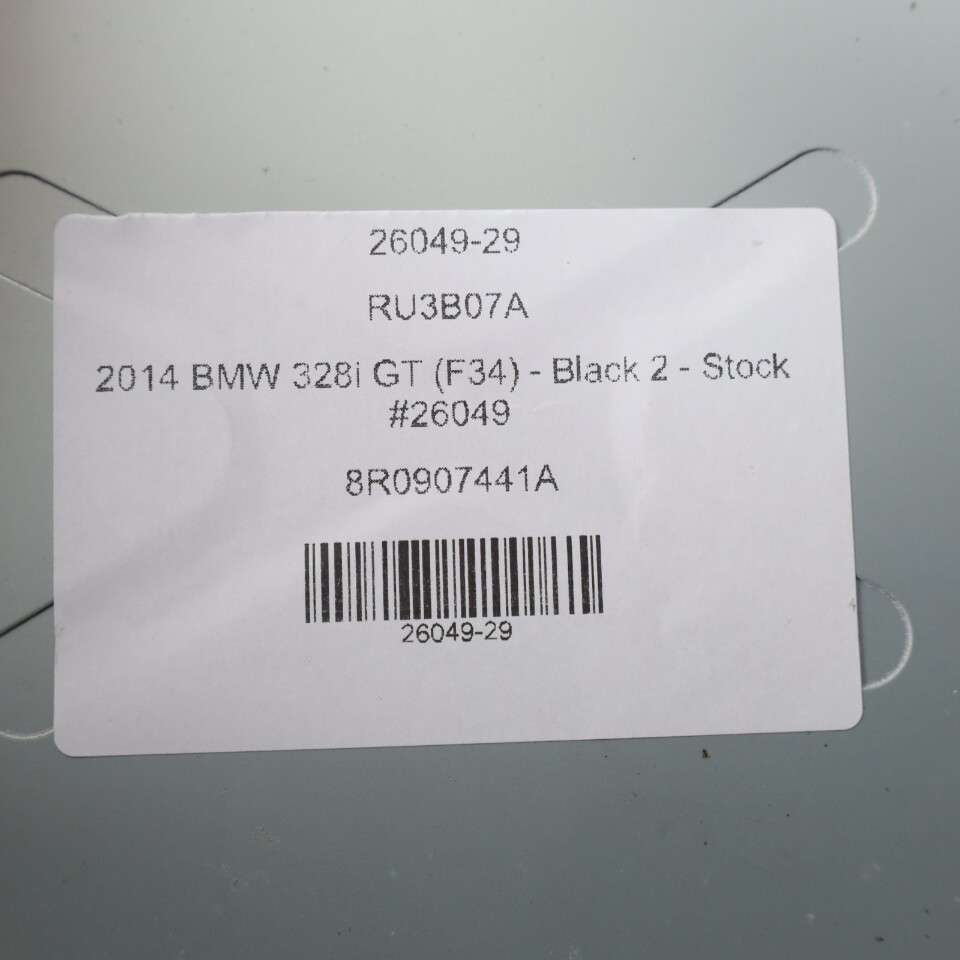 26049-29
RU3B07A
2014 BMW 328i GT (F34) - Black 2 - Stock
#26049
8R0907441A
26049-29